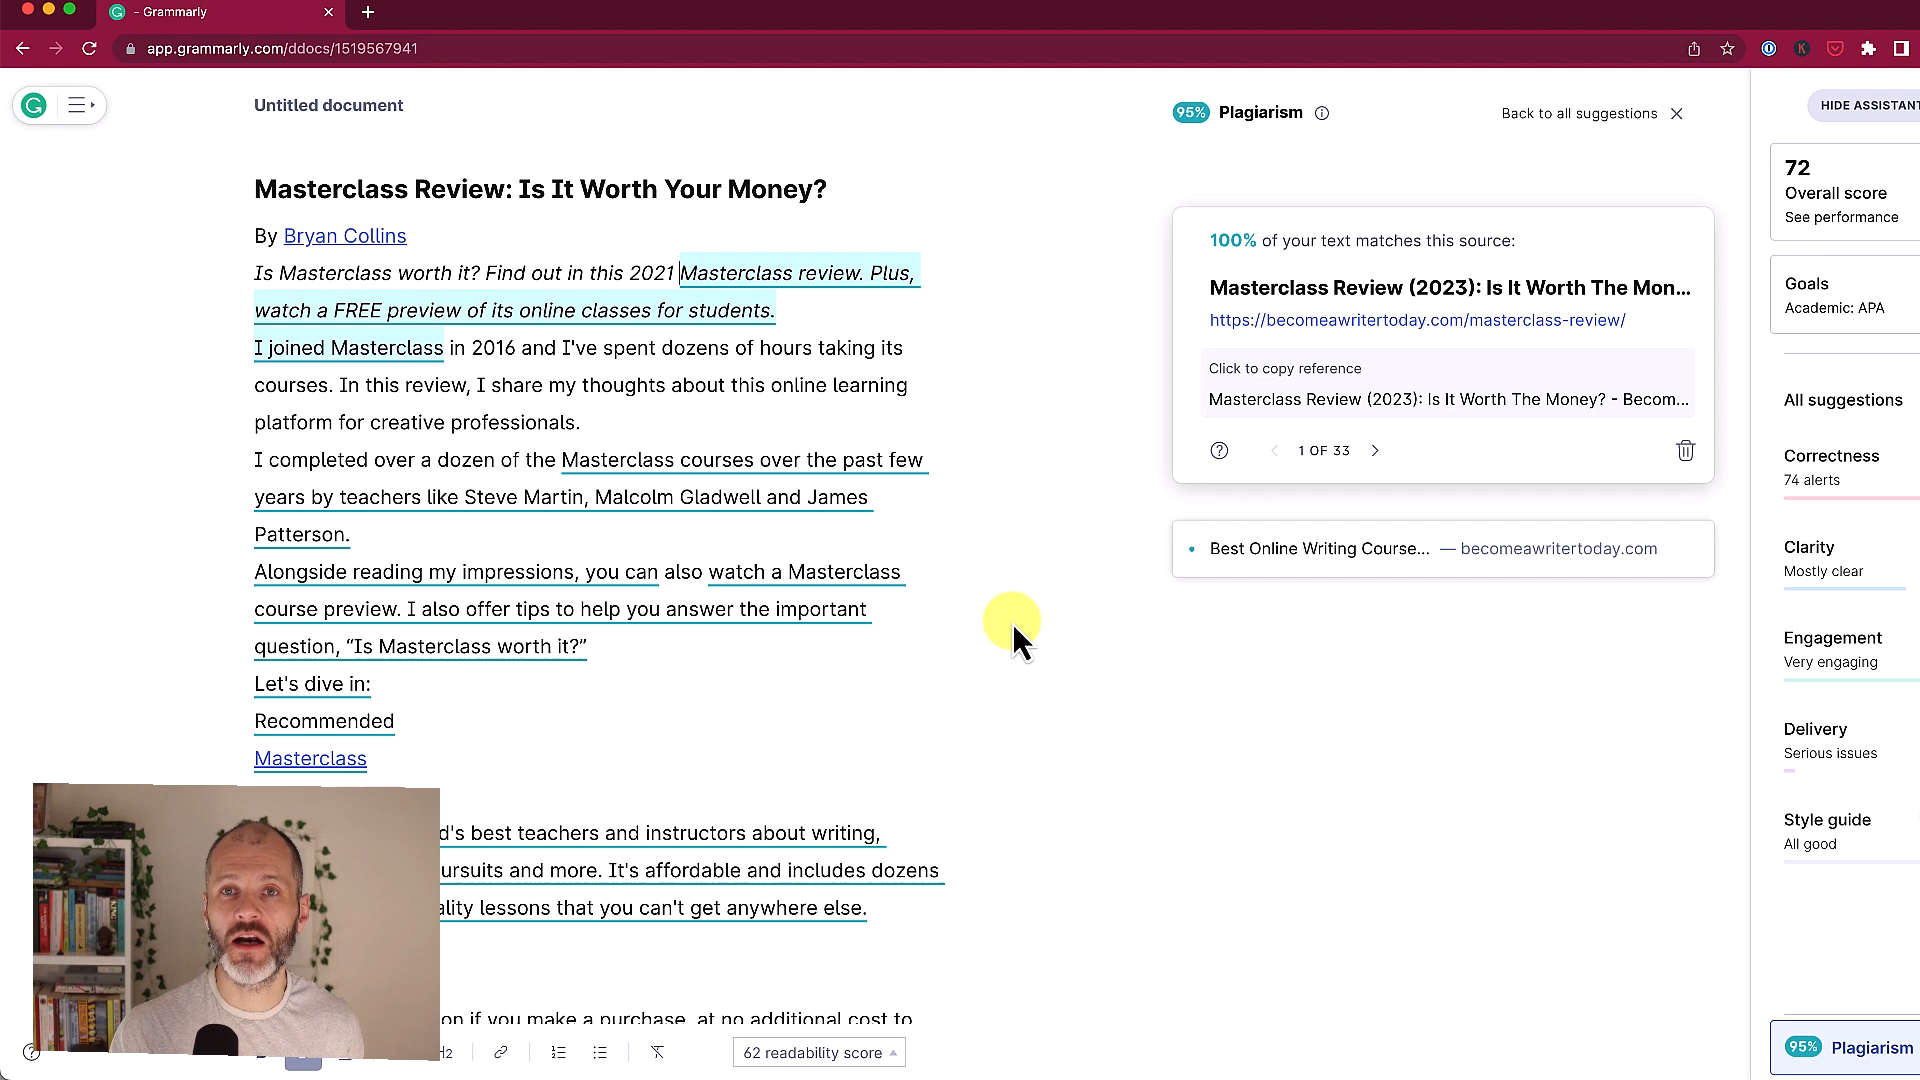 - Grammarly
app.grammarly.com/ddocs/1519567941
Untitled document
Masterclass Review: Is It Worth Your Money?
By Bryan Collins
Is Masterclass worth it? Find out in this 2021 Masterclass review. Plus,
watch a FREE preview of its online classes for students.
I joined Masterclass in 2016 and I've spent dozens of hours taking its
courses. In this review, I share my thoughts about this online learning
platform for creative professionals.
I completed over a dozen of the Masterclass courses over the past few
years by teachers like Steve Martin, Malcolm Gladwell and James
Patterson.
Alongside reading my impressions, you can also watch a Masterclass
course preview. I also offer tips to help you answer the important
question, “Is Masterclass worth it?”
Let's dive in:
Recommended
Masterclass
d's best teachers and instructors about writing,
ursuits and more. It's affordable and includes dozens
ality lessons that you can't get anywhere else.
on if you make a purchase, at no additional cost to
H2
62 readability score
95% Plagiarism
Back to all suggestions
100% of your text matches this source:
Masterclass Review (2023): Is It Worth The Mon...
https://becomeawritertoday.com/masterclass-review/
Click to copy reference
Masterclass Review (2023): Is It Worth The Money? - Becom...
1 OF 33
Best Online Writing Course... — becomeawritertoday.com
HIDE ASSISTANT
72
Overall score
See performance
Goals
Academic: APA
All suggestions
Correctness
74 alerts
Clarity
Mostly clear
Engagement
Very engaging
Delivery
Serious issues
Style guide
All good
95% Plagiarism